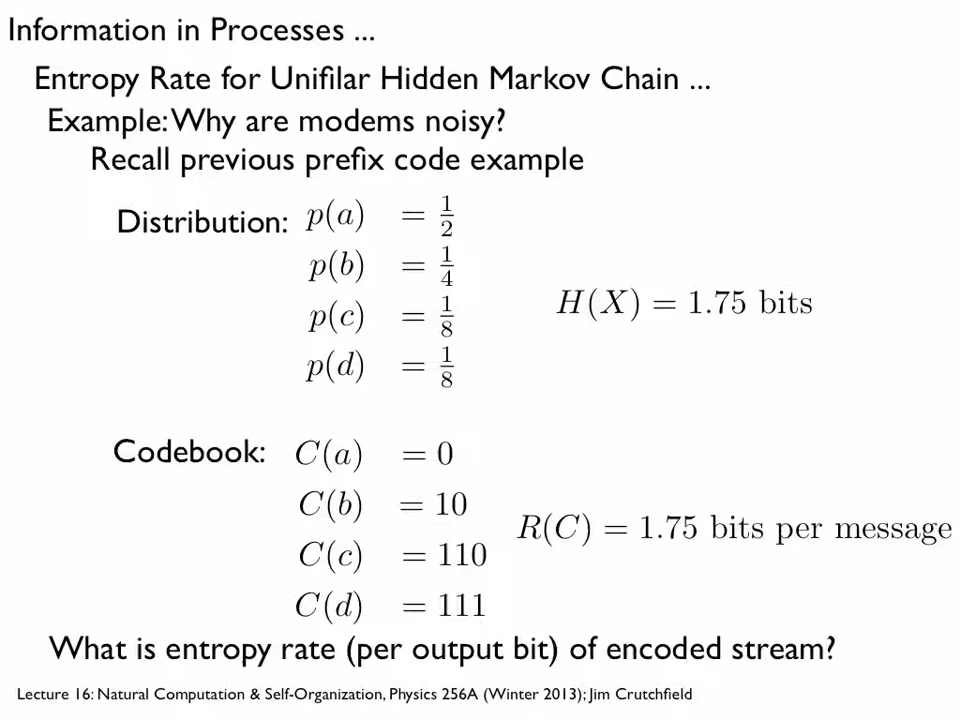 Information in Processes ...
Entropy Rate for Unifilar Hidden Markov Chain ...
Example: Why are modems noisy?
Recall previous prefix code example
Distribution: p(a) = 1/2
p(b) = 1/4
H(X) = 1.75 bits
p(c) = 1/8
p(d) = 1/8
Codebook: C(a) = 0
C(b) = 10
R(C) = 1.75 bits per message
C(c) = 110
C(d) = 111
What is entropy rate (per output bit) of encoded stream?
Lecture 16: Natural Computation & Self-Organization, Physics 256A (Winter 2013); Jim Crutchfield